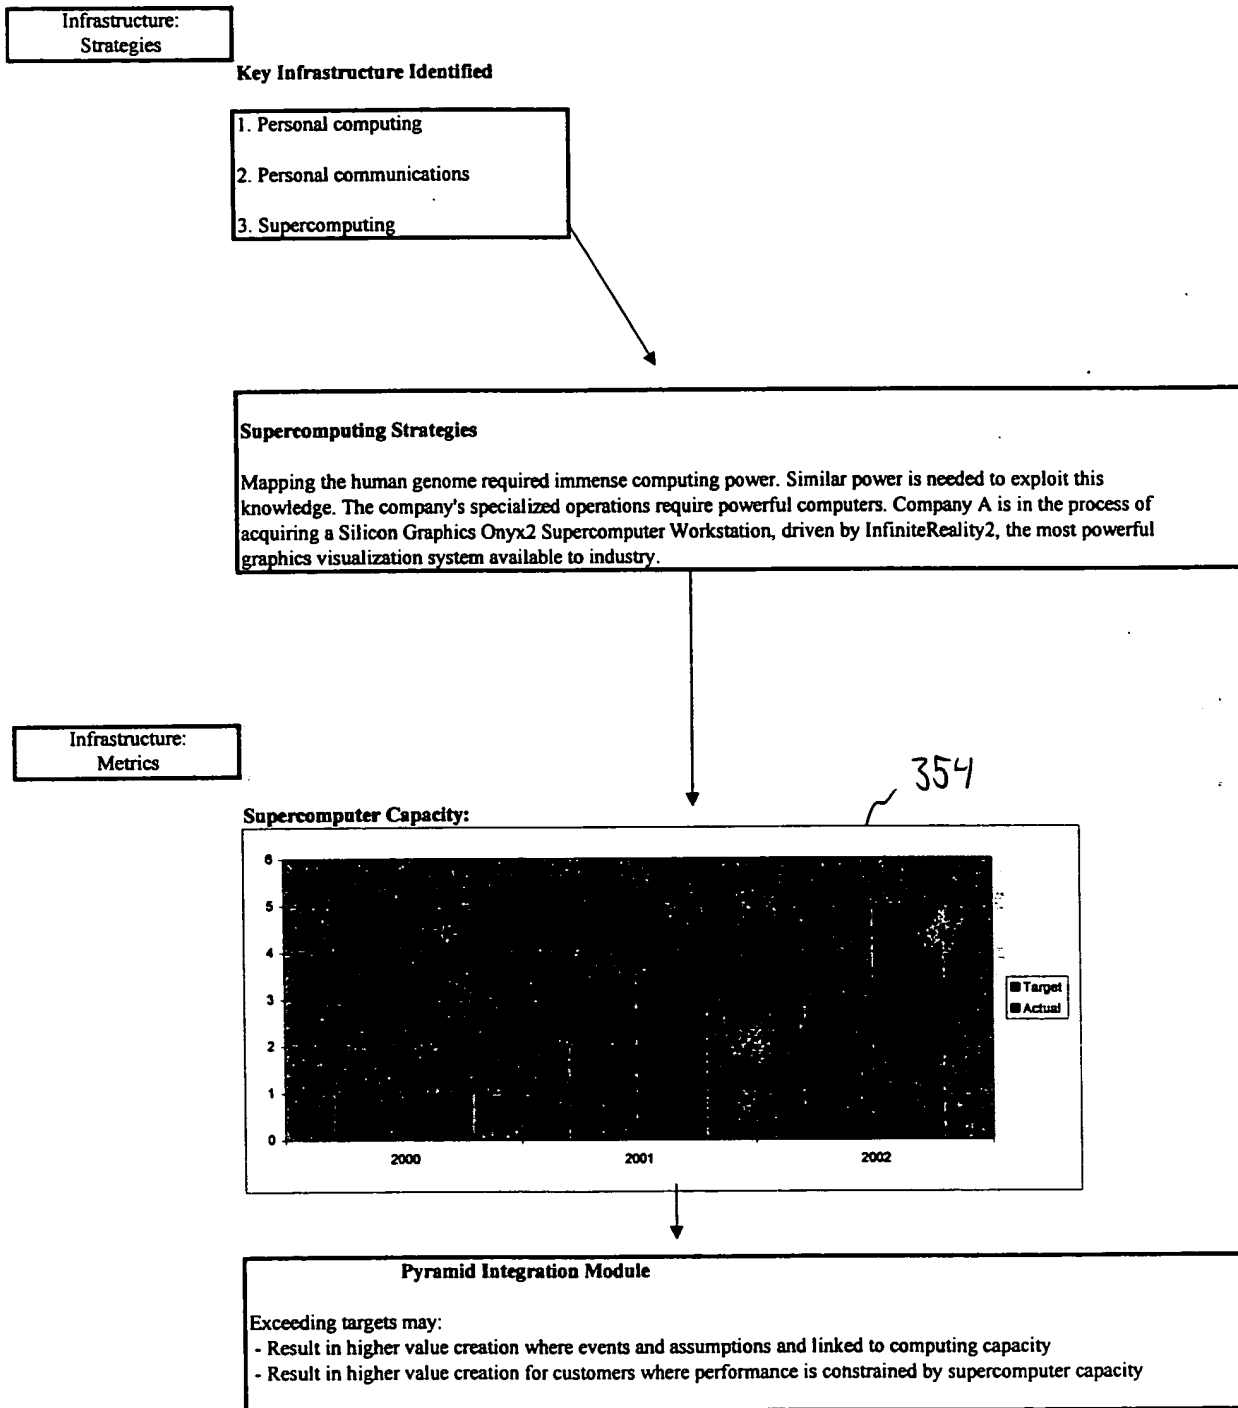 Infrastructure:
Strategies
Key Infrastructure Identified
1. Personal computing
2. Personal communications
3. Supercomputing
Supercomputing Strategies
Mapping the human genome required immense computing power. Similar power is needed to exploit this
knowledge. The company's specialized operations require powerful computers. Company A is in the process of
acquiring a Silicon Graphics Onyx2 Supercomputer Workstation, driven by InfiniteReality2, the most powerful
graphics visualization system available to industry.
Infrastructure:
Metrics
354
Supercomputer Capacity:
6
5
4
3
2
1
0
2000
2001
2002
Target
Actual
Pyramid Integration Module
Exceeding targets may:
- Result in higher value creation where events and assumptions and linked to computing capacity
- Result in higher value creation for customers where performance is constrained by supercomputer capacity